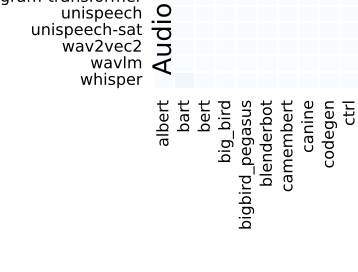 unispeech
unispeech-sat
wav2vec2
wavlm
whisper
Audio
albert
bart
bert
big_bird
bigbird_pegasus
blenderbot
camembert
canine
codegen
ctrl